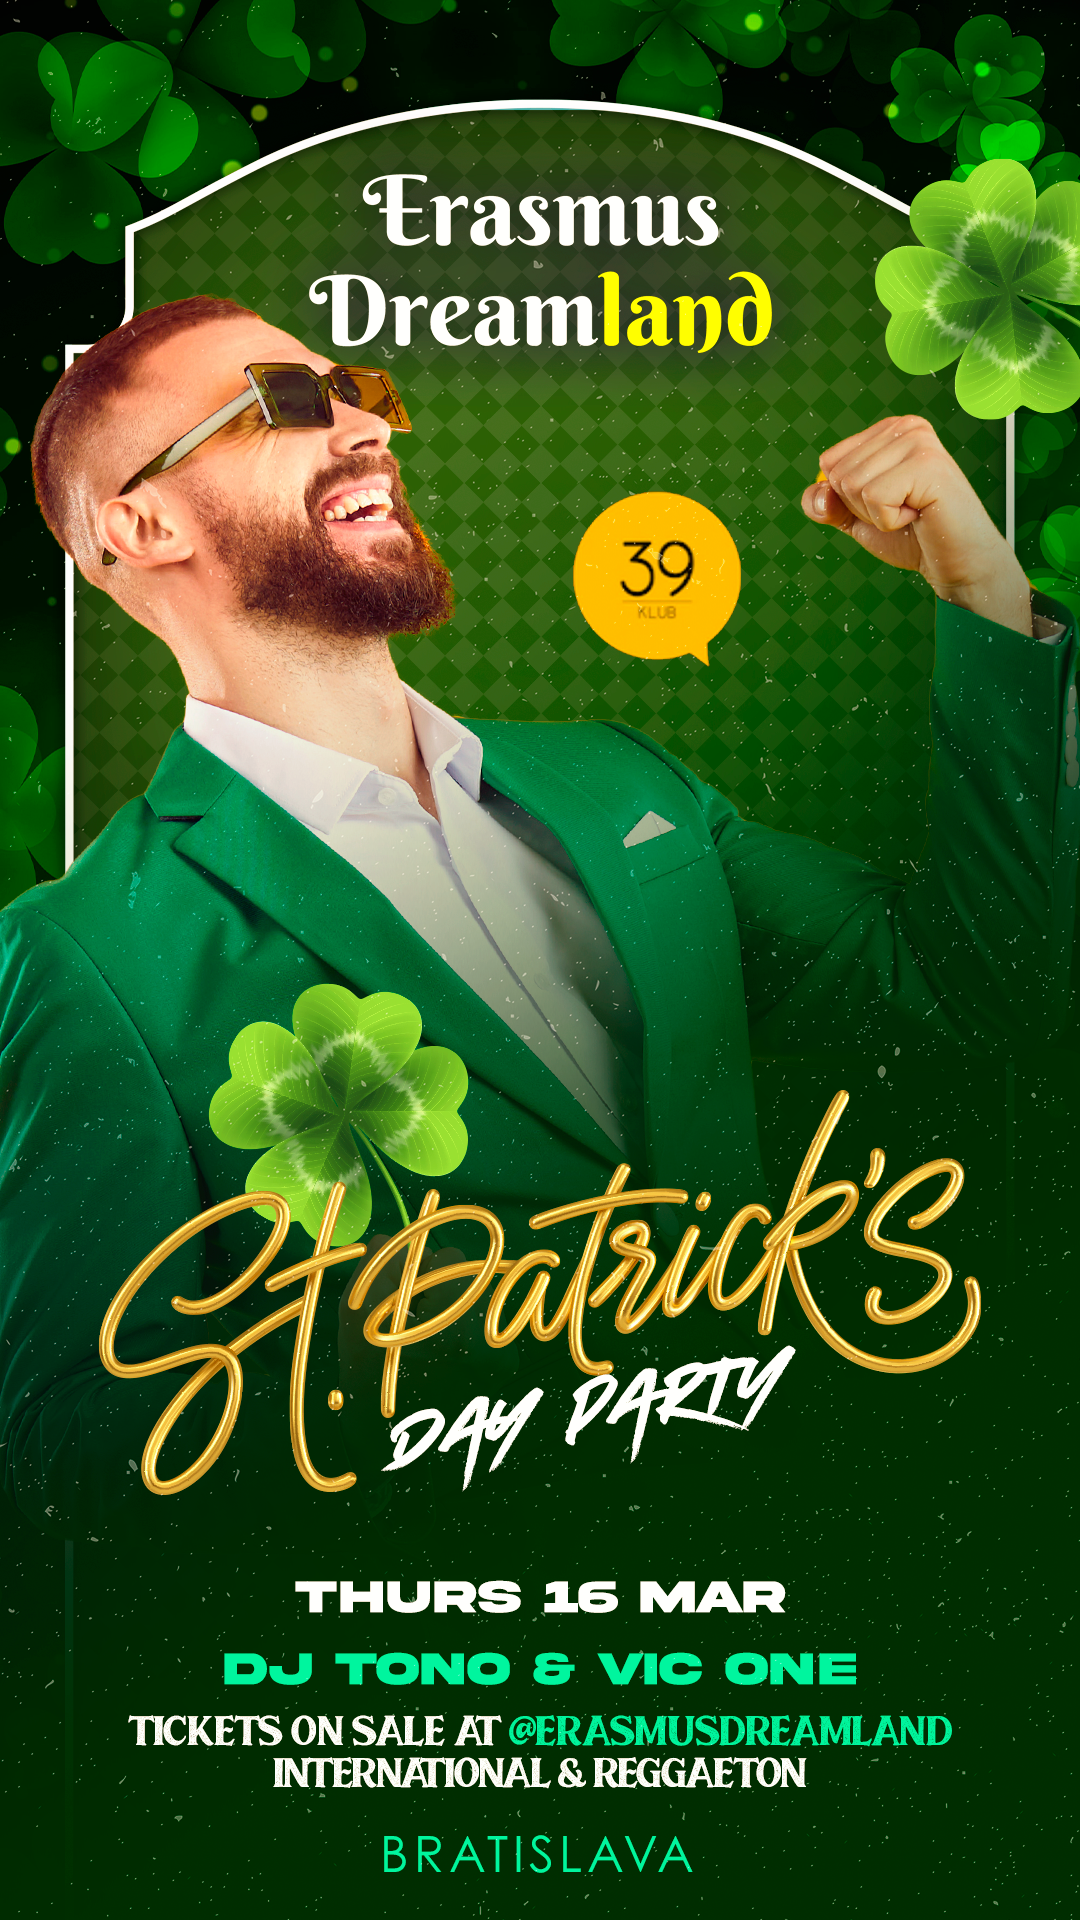 Erasmus
Dreamland
39
KLUB
St. Patrick's
DAY PARTY
THURS 16 MAR
DJ TONO & VIC ONE
TICKETS ON SALE AT @ERASMUSDREAMLAND
INTERNATIONAL & REGGAETON
BRATISLAVA